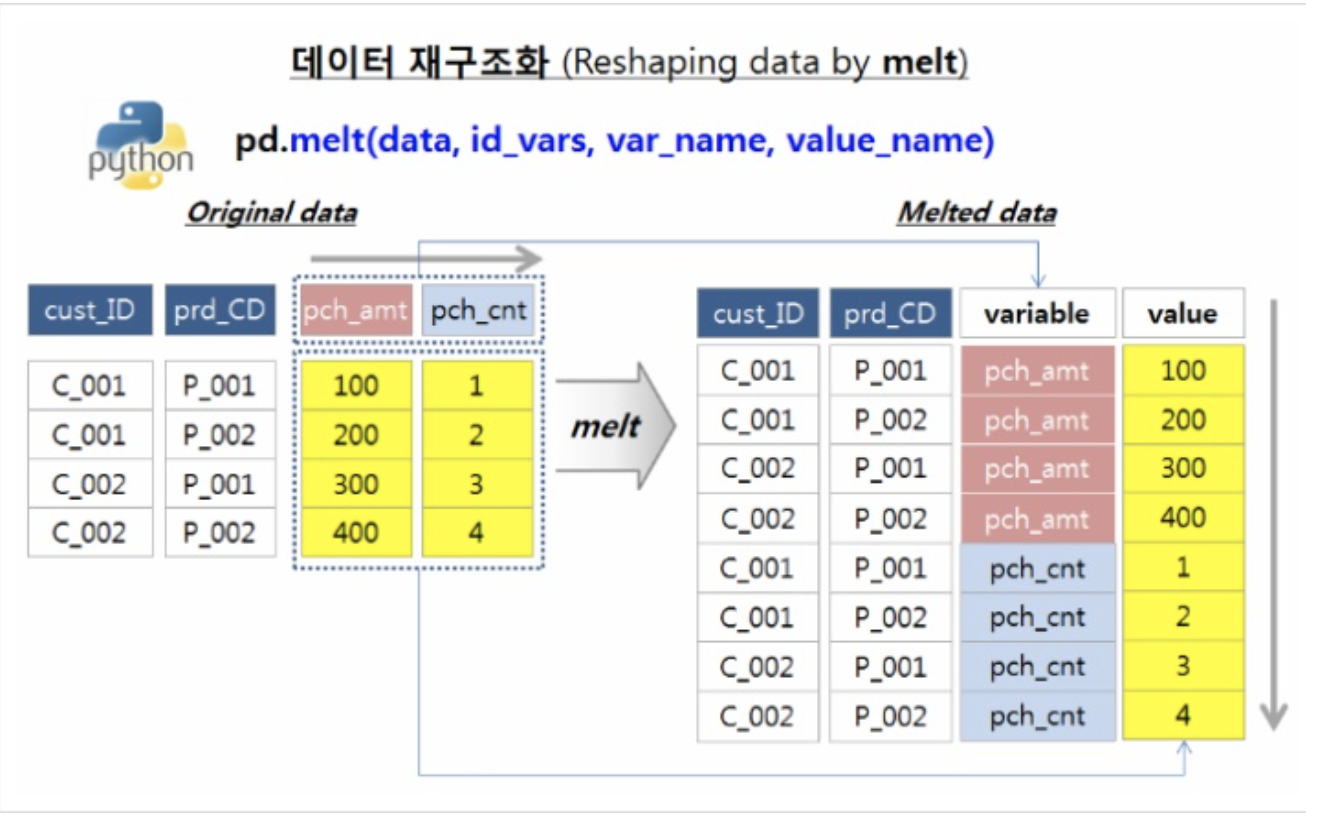 데이터 재구조화 (Reshaping data by melt)
python
pd.melt(data, id_vars, var_name, value_name)
Original data
cust_ID prd_CD pch_amt pch_cnt
C_001 P_001 100 1
C_001 P_002 200 2
C_002 P_001 300 3
C_002 P_002 400 4
melt
Melted data
cust_ID prd_CD variable value
C_001 P_001 pch_amt 100
C_001 P_002 pch_amt 200
C_002 P_001 pch_amt 300
C_002 P_002 pch_amt 400
C_001 P_001 pch_cnt 1
C_001 P_002 pch_cnt 2
C_002 P_001 pch_cnt 3
C_002 P_002 pch_cnt 4